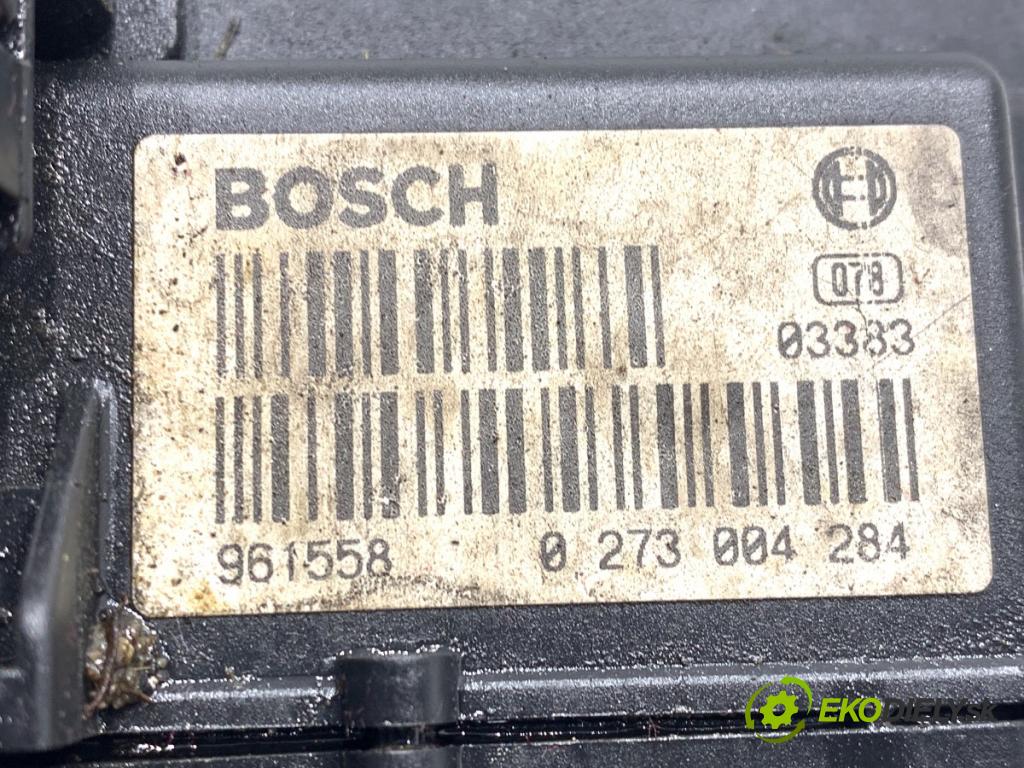 BOSCH
078
03383
961558 0 273 004 284
EKODIELY.SK